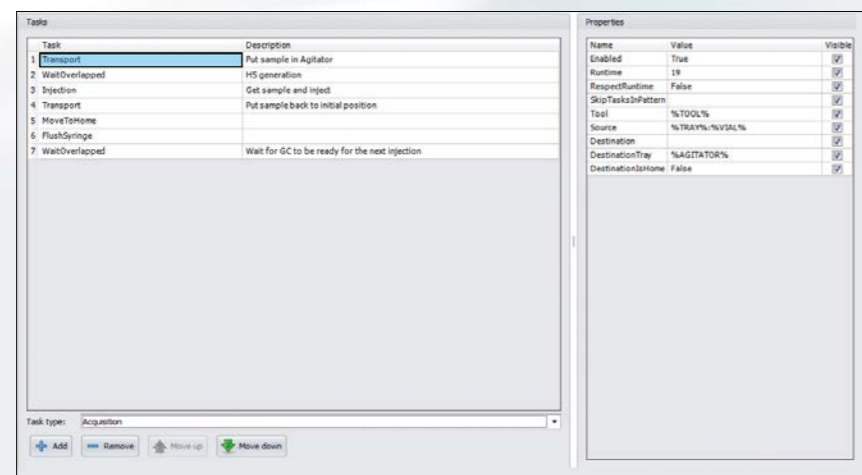 Tasks
Task Description
1 Transport Put sample in Agitator
2 WaitOverlapped HS generation
3 Injection Get sample and inject
4 Transport Put sample back to initial position
5 MoveToHome
6 FlushSyringe
7 WaitOverlapped Wait for GC to be ready for the next injection
Task type: Acquisition
Add Remove Move up Move down
Properties
Name Value Visible
Enabled True
Runtime 19
RespectRuntime False
SkipTasksInPattern
Tool %TOOL%
Source %TRAY%:%VIAL%
Destination
DestinationTray %AGITATOR%
DestinationIsHome False